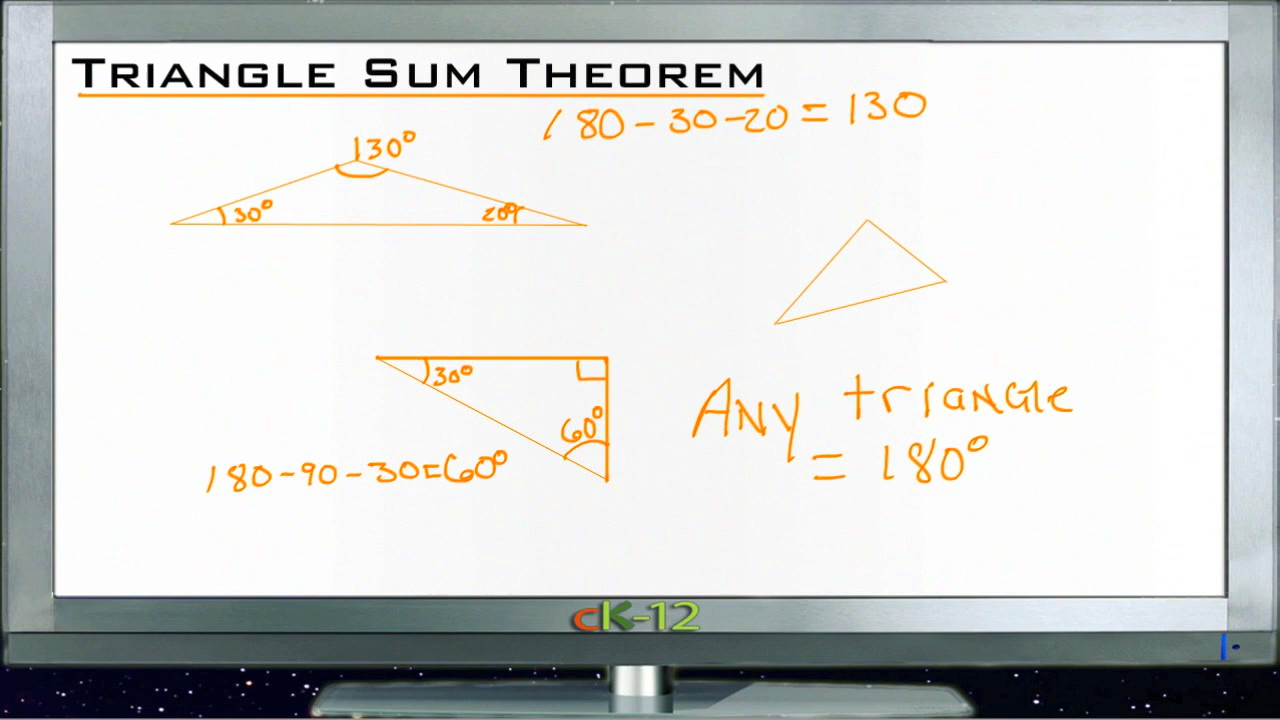 TRIANGLE SUM THEOREM
180 - 30 - 20 = 130
130°
30°
20°
30°
60°
180 - 90 - 30 = 60°
ANY triANGle
= 180°
cK-12